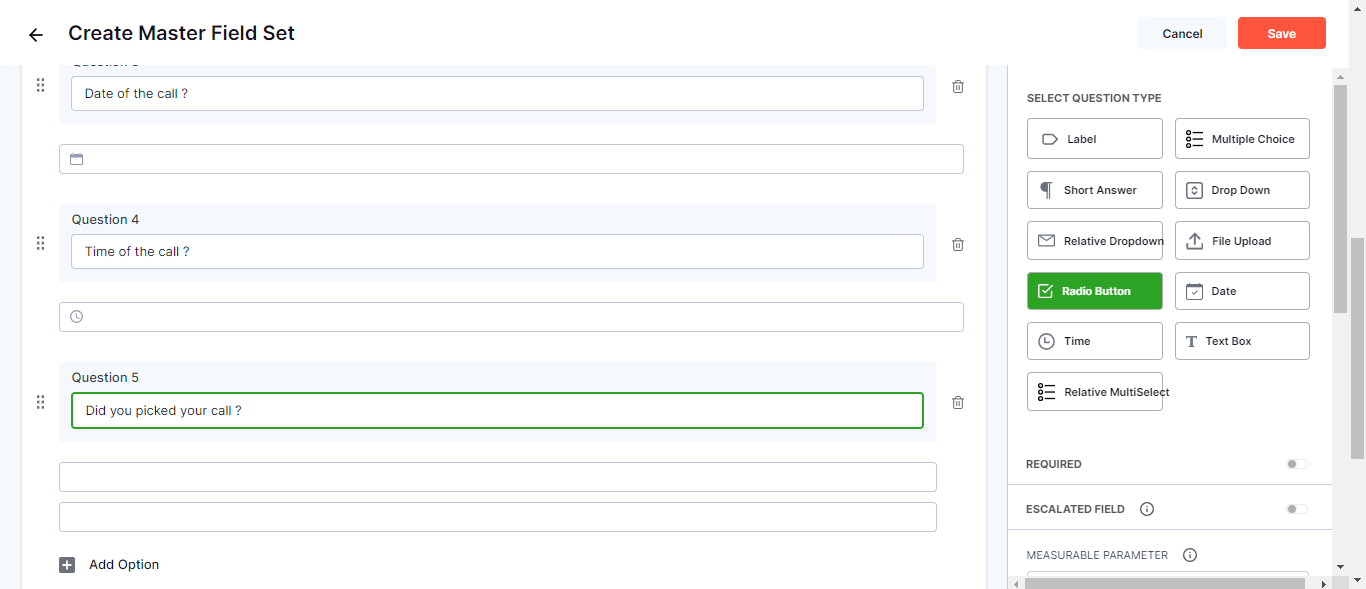 Create Master Field Set
Cancel
Save
Date of the call ?
Question 4
Time of the call ?
Question 5
Did you picked your call ?
Add Option
SELECT QUESTION TYPE
Label
Multiple Choice
Short Answer
Drop Down
Relative Dropdown
File Upload
Radio Button
Date
Time
Text Box
Relative MultiSelect
REQUIRED
ESCALATED FIELD
MEASURABLE PARAMETER